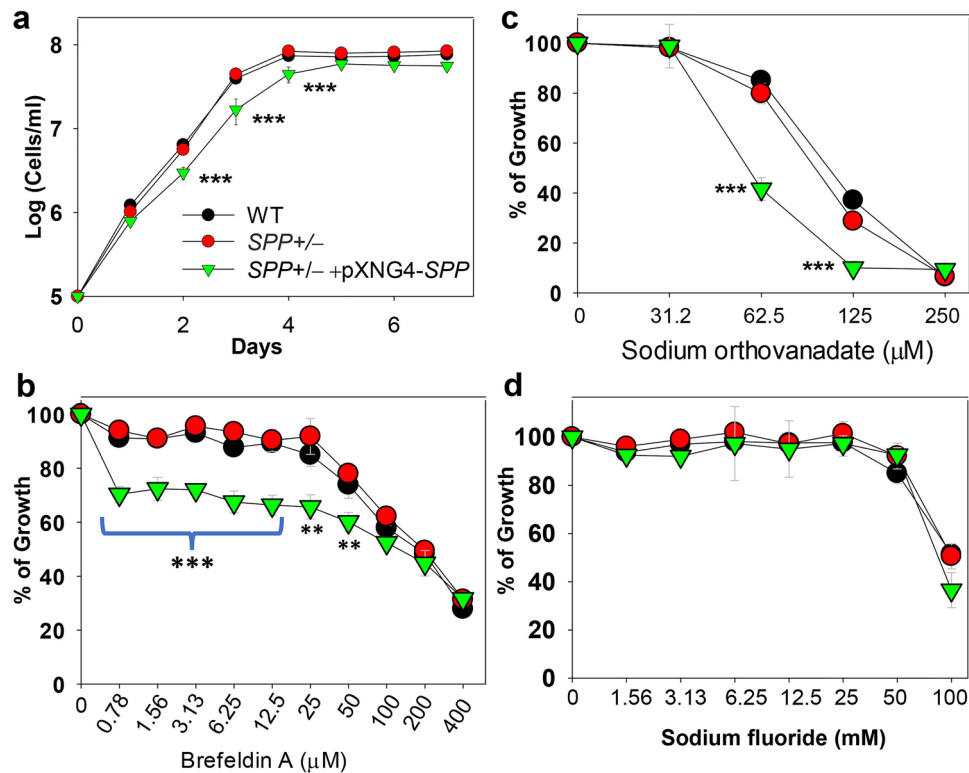 a
8
7
6
5
Log (Cells/ml)
***
***
***
WT
SPP+/–
SPP+/– +pXNG4-SPP
0 2 4 6
Days
b
100
80
60
40
20
0
% of Growth
***
**
**
0 0.78 1.56 3.13 6.25 12.5 25 50 100 200 400
Brefeldin A (μM)
c
100
80
60
40
20
0
% of Growth
***
***
0 31.2 62.5 125 250
Sodium orthovanadate (μM)
d
100
80
60
40
20
0
% of Growth
0 1.56 3.13 6.25 12.5 25 50 100
Sodium fluoride (mM)